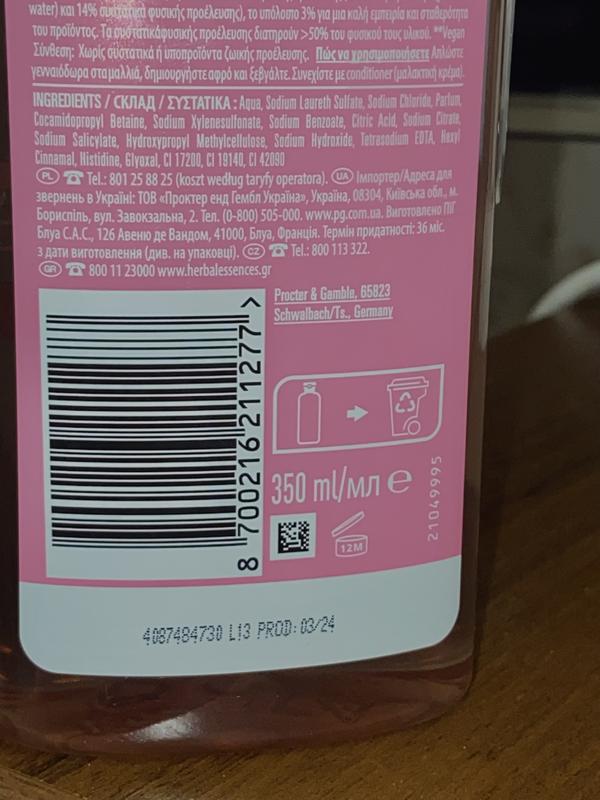 water) και 14% συστατικά φυσικής προέλευσης), το υπόλοιπο 3% για μια καλή εμπειρία και σταθερότητα
του προϊόντος. Τα συστατικά φυσικής προέλευσης διατηρούν >50% του φυσικού τους υλικού. **Vegan
Σύνθεση: Χωρίς συστατικά ή υποπροϊόντα ζωικής προέλευσης. Πώς να χρησιμοποιήσετε Απλώστε
γενναιόδωρα στα μαλλιά, δημιουργήστε αφρό και ξεβγάλτε. Συνεχίστε με conditioner (μαλακτική κρέμα).
INGREDIENTS / СКЛАД / ΣΥΣΤΑΤΙΚΑ : Aqua, Sodium Laureth Sulfate, Sodium Chloride, Parfum,
Cocamidopropyl Betaine, Sodium Xylenesulfonate, Sodium Benzoate, Citric Acid, Sodium Citrate,
Sodium Salicylate, Hydroxypropyl Methylcellulose, Sodium Hydroxide, Tetrasodium EDTA, Hexyl
Cinnamal, Histidine, Glyoxal, CI 17200, CI 19140, CI 42090
PL ☎ Tel.: 801 25 88 25 (koszt według taryfy operatora). UA Імпортер/Адреса для
звернень в Україні: ТОВ «Проктер енд Гембл Україна», Україна, 08304, Київська обл., м.
Бориспіль, вул. Завокзальна, 2. Тел. (0-800) 505-000. www.pg.com.ua. Виготовлено ПІГ
Блуа С.А.С., 126 Авеню де Вандом, 41000, Блуа, Франція. Термін придатності: 36 міс.
з дати виготовлення (див. на упаковці). CZ ☎ Tel.: 800 113 322.
GR ☎ 800 11 23000 www.herbalessences.gr
Procter & Gamble, 65823
Schwalbach/Ts., Germany
8 700216 211277 >
350 ml/мл ℮
12M
21049995
4087484730 L13 PROD: 03/24